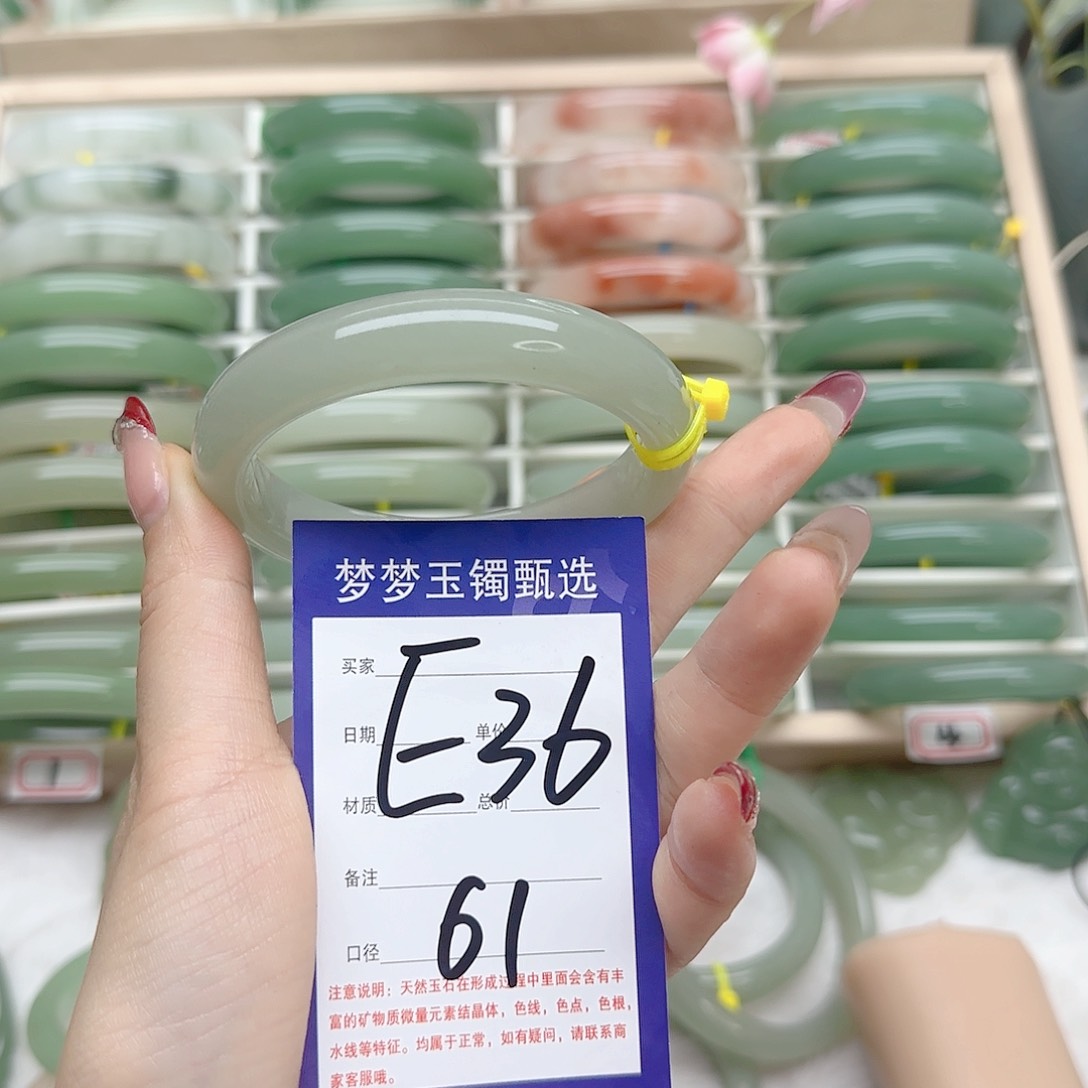 梦梦玉镯甄选
买家
E36
日期 单价
材质 总价
备注
61
口径
注意说明：天然玉石在形成过程中里面会含有丰
富的矿物质微量元素结晶体，色线，色点，色根，
水线等特征。均属于正常，如有疑问，请联系商
家客服哦。
1
4